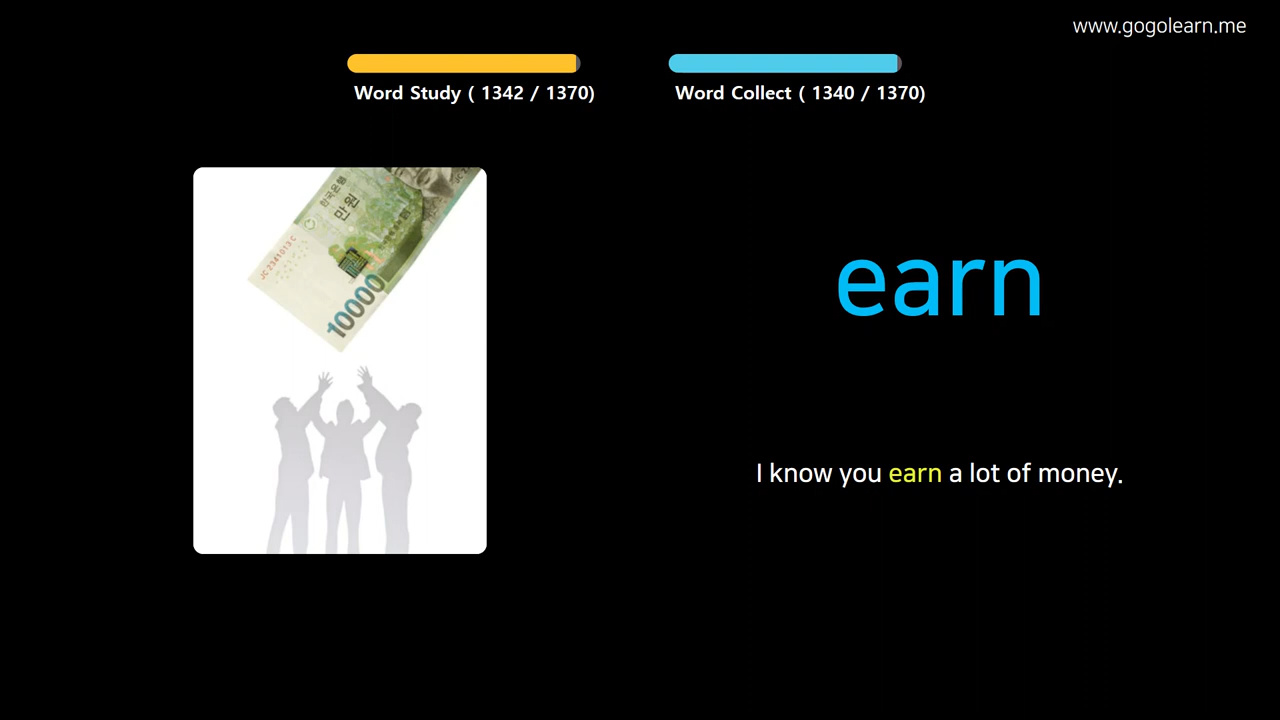 www.gogolearn.me
Word Study ( 1342 / 1370)
Word Collect ( 1340 / 1370)
한국은행
만원
10000
earn
I know you earn a lot of money.